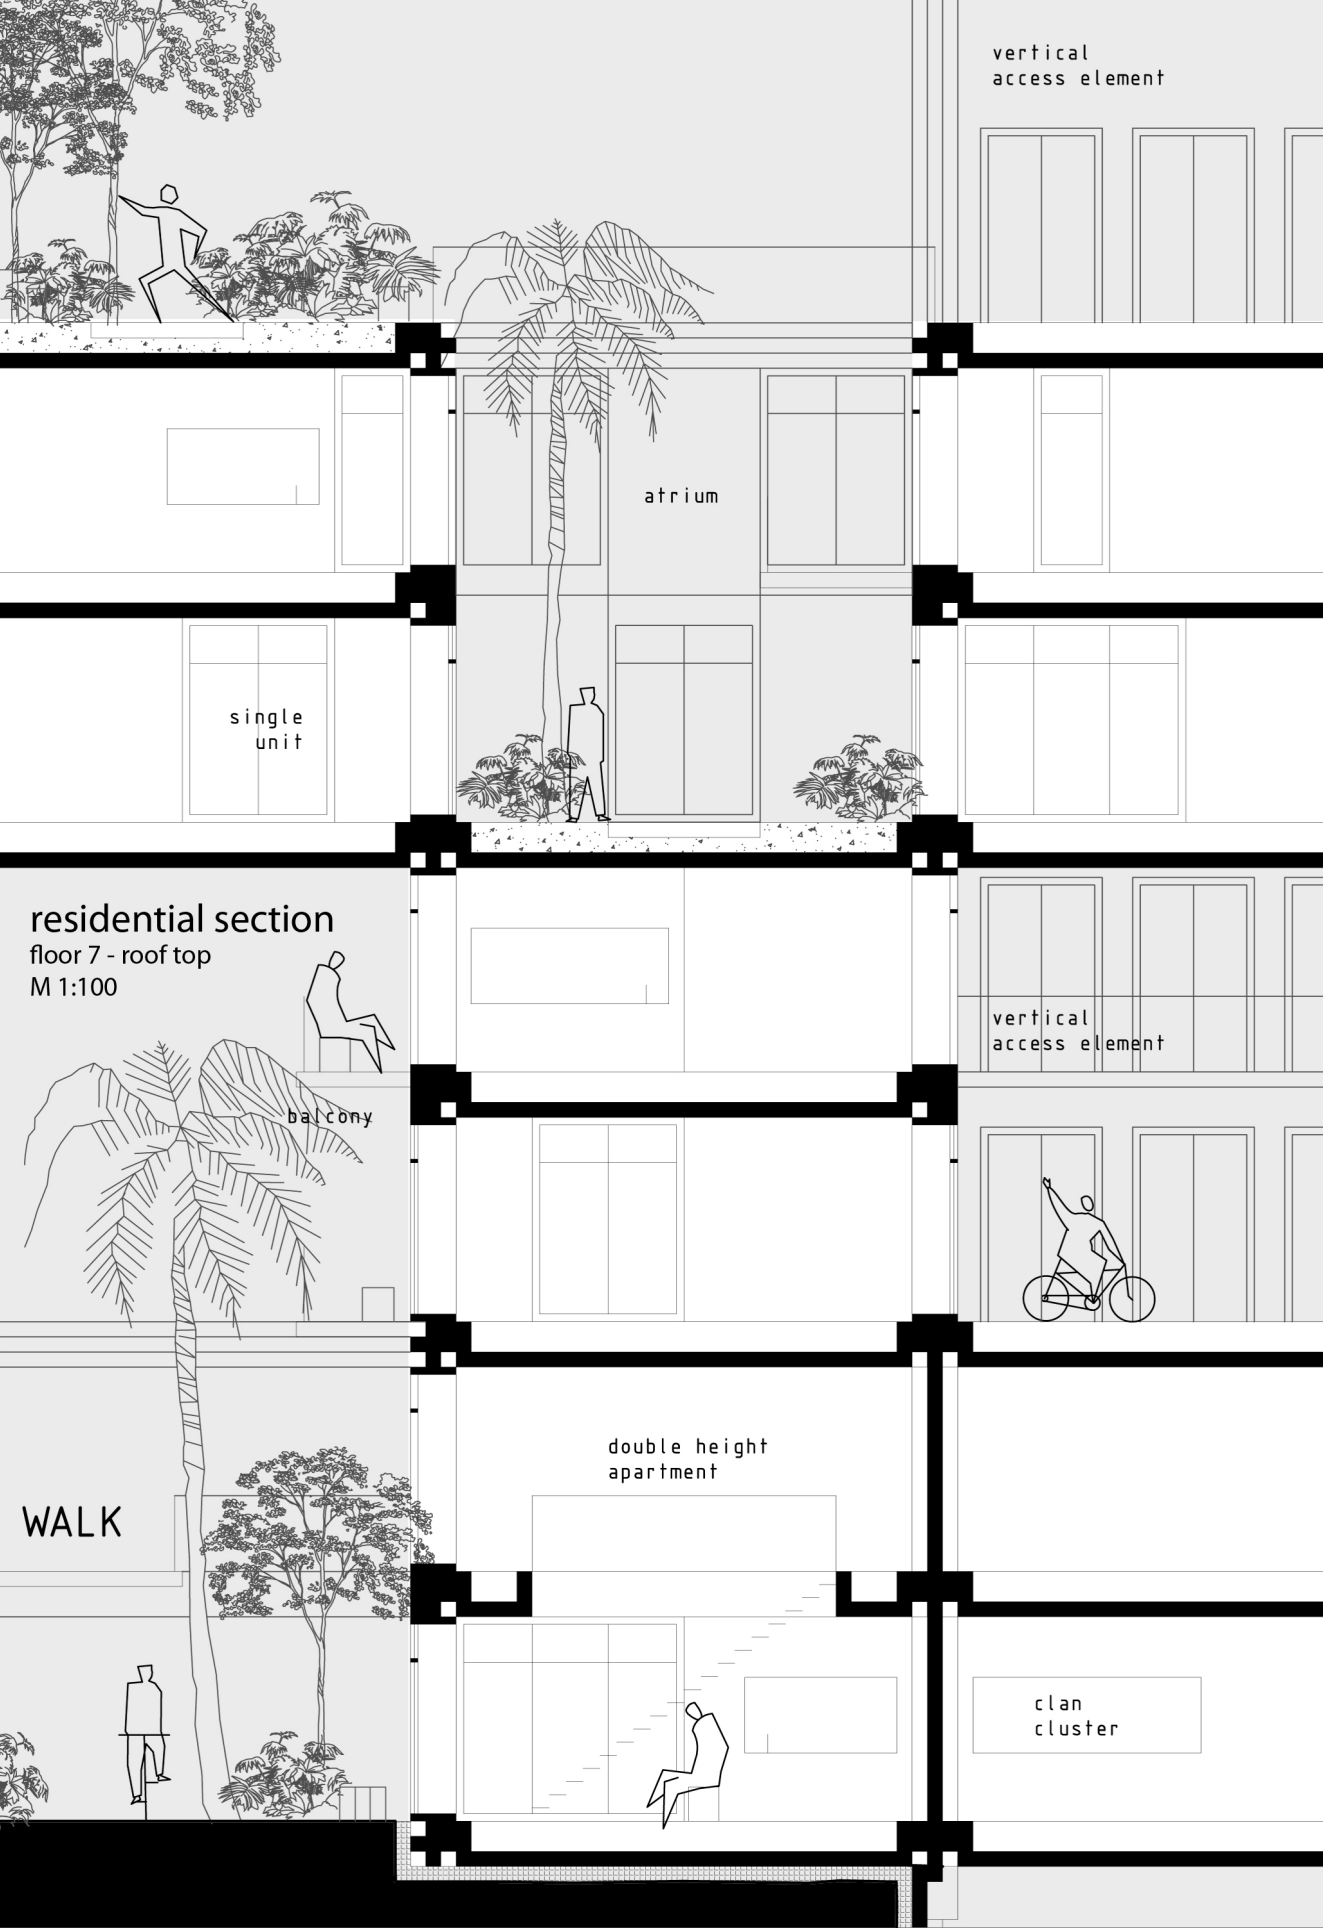 vertical
access element
atrium
single
unit
residential section
floor 7 - roof top
M 1:100
vertical
access element
balcony
double height
apartment
WALK
clan
cluster